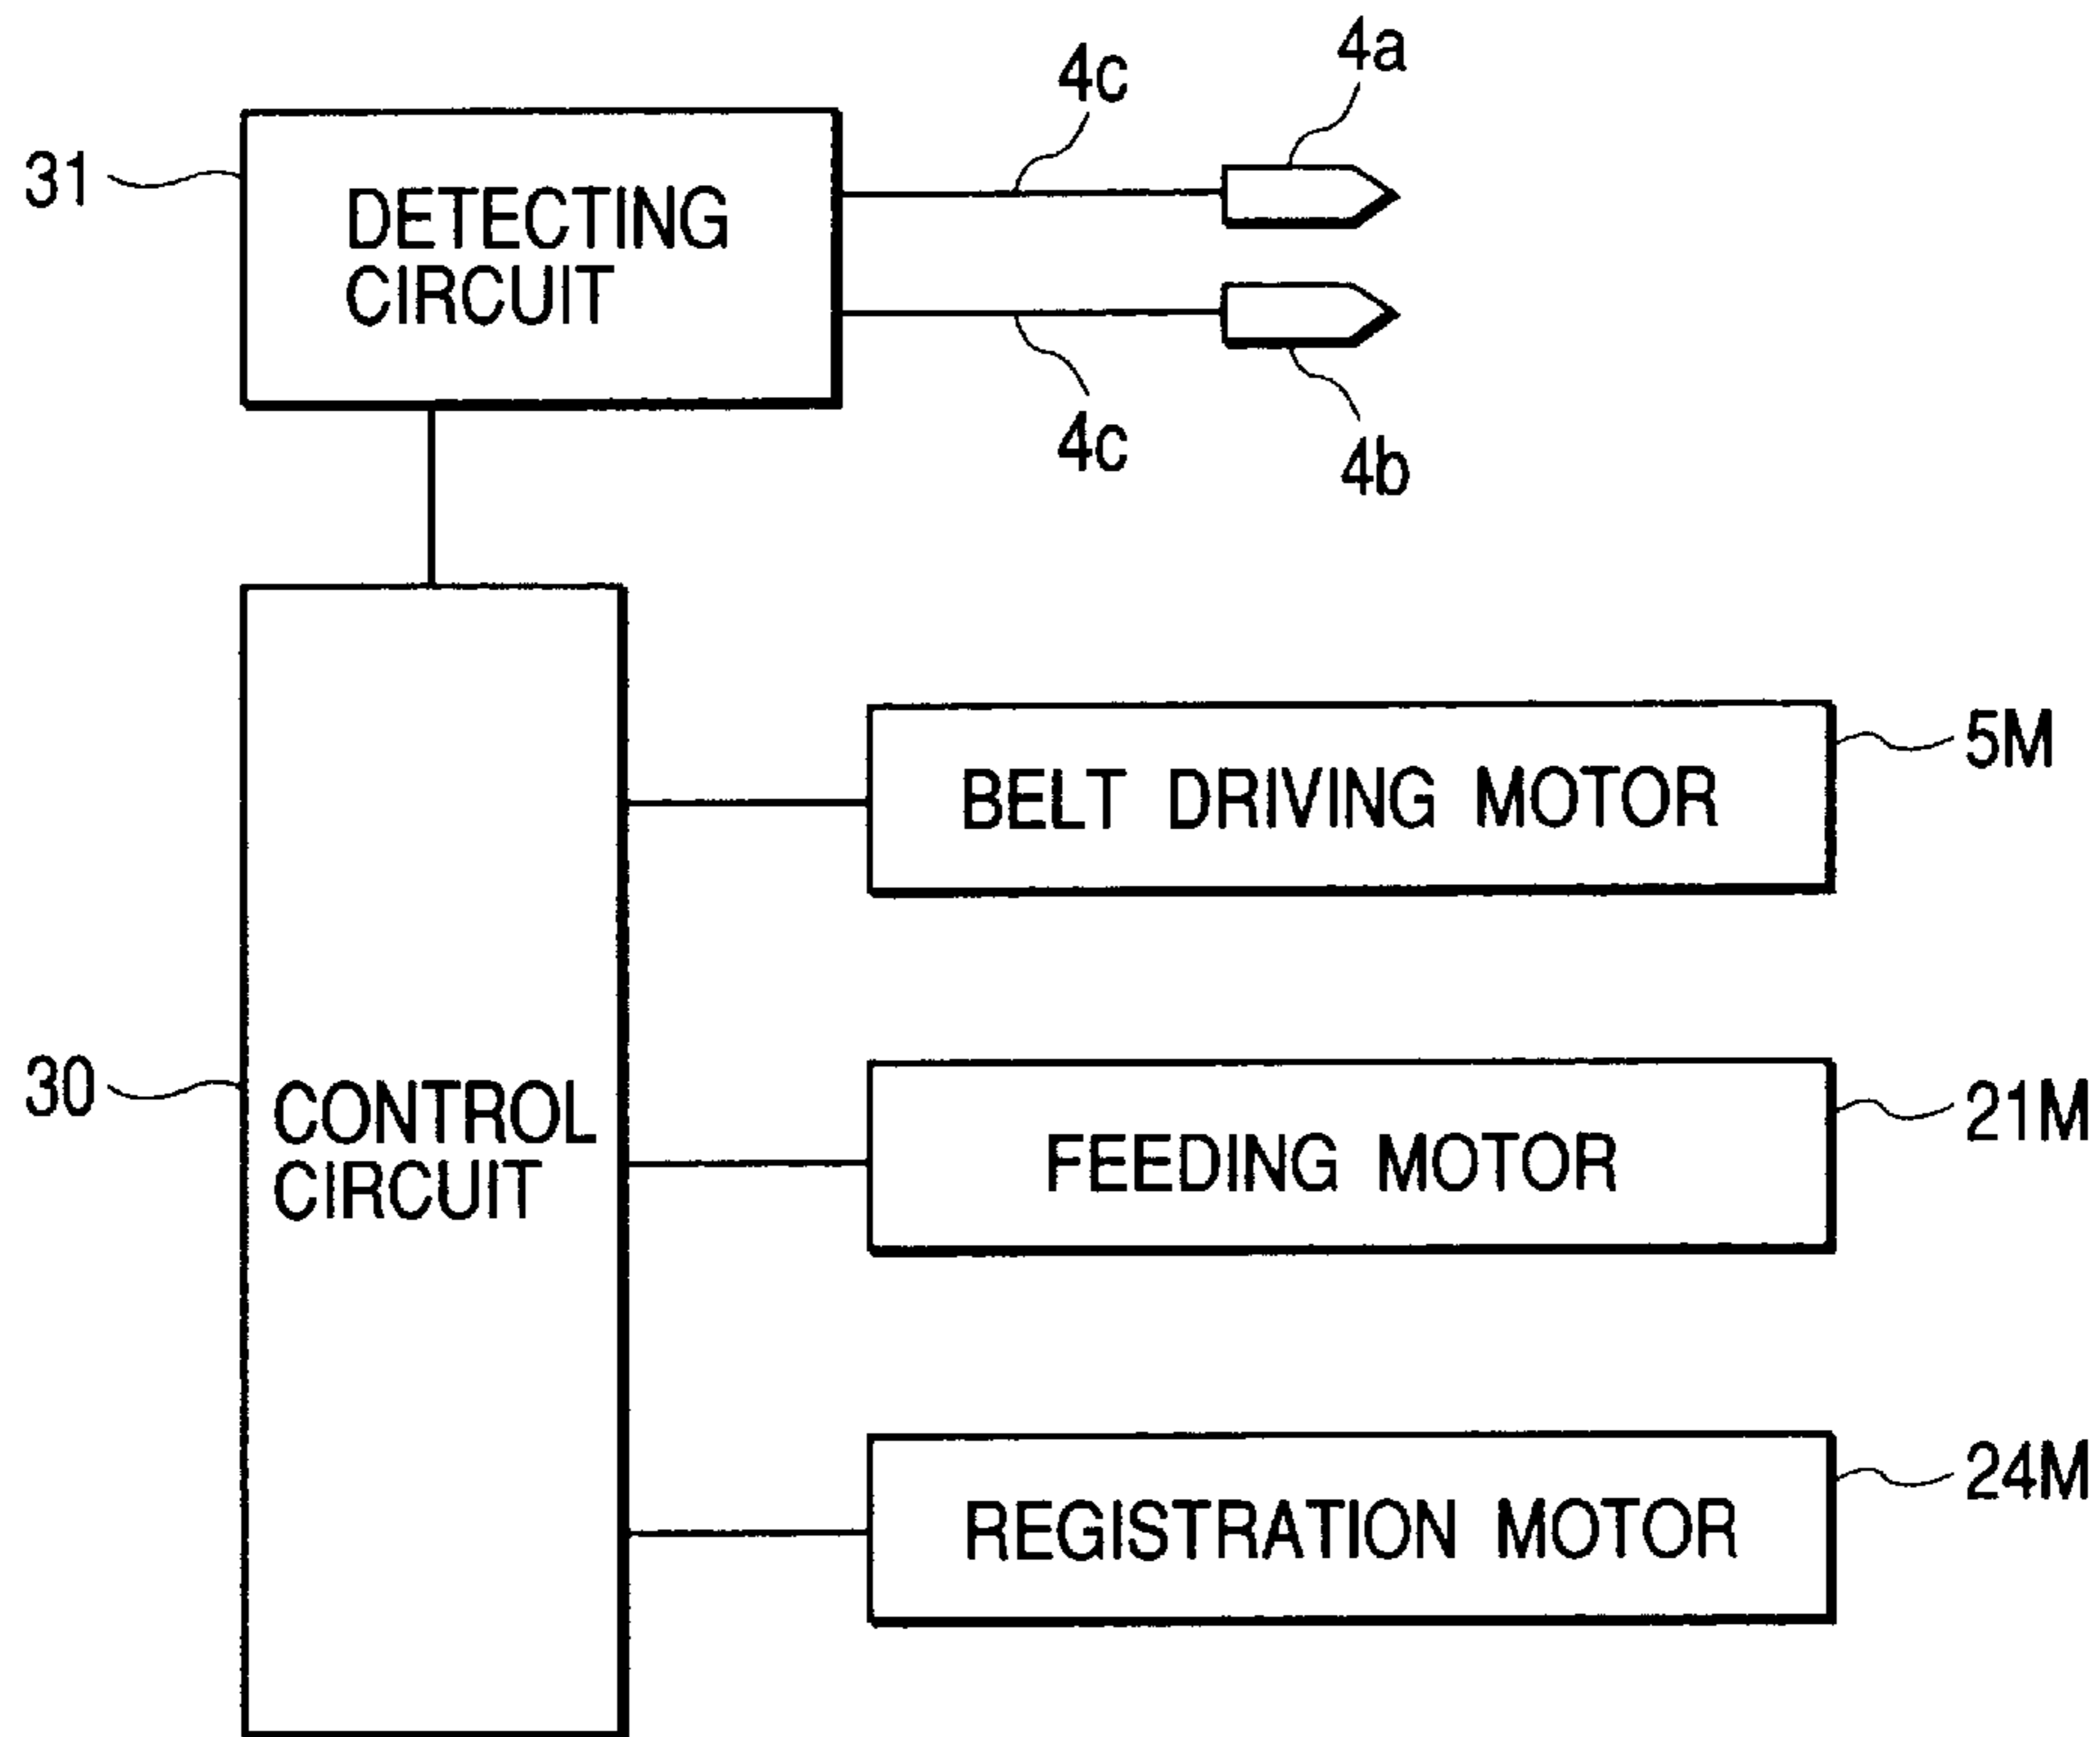 4a
4c
31
DETECTING
CIRCUIT
4c
4b
5M
BELT DRIVING MOTOR
30
CONTROL
CIRCUIT
21M
FEEDING MOTOR
24M
REGISTRATION MOTOR